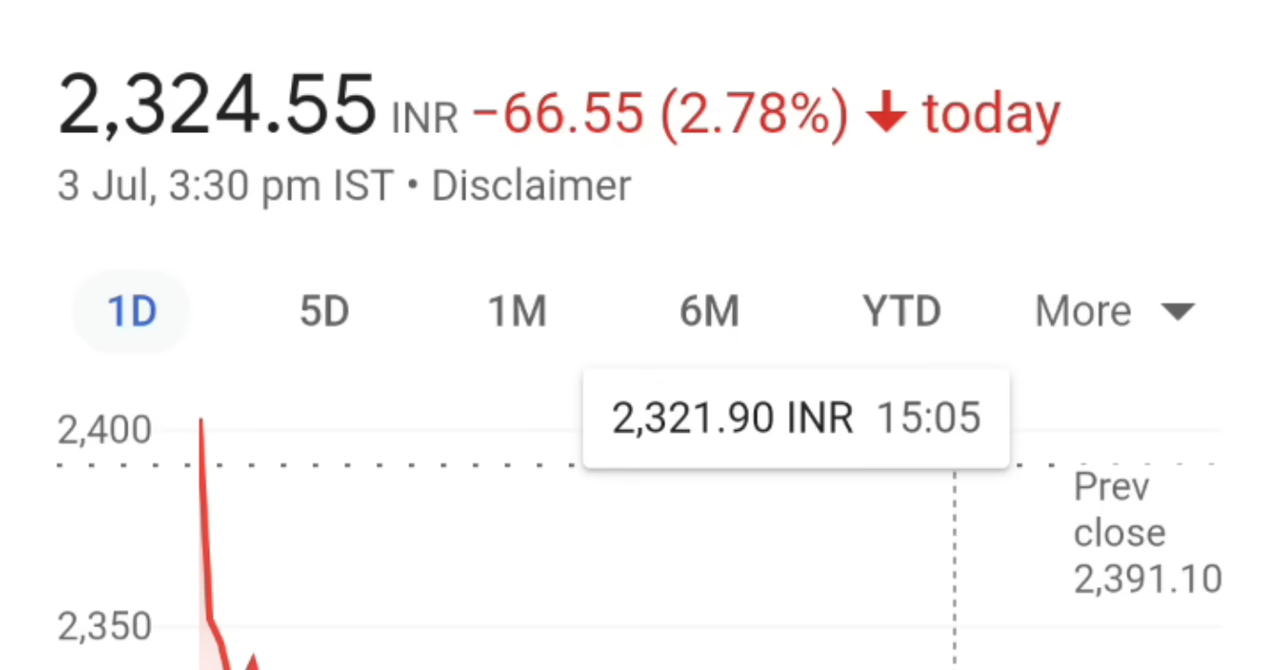 2,324.55 INR −66.55 (2.78%) ↓ today
3 Jul, 3:30 pm IST • Disclaimer
1D 5D 1M 6M YTD More
2,321.90 INR 15:05
2,400
Prev
close
2,391.10
2,350